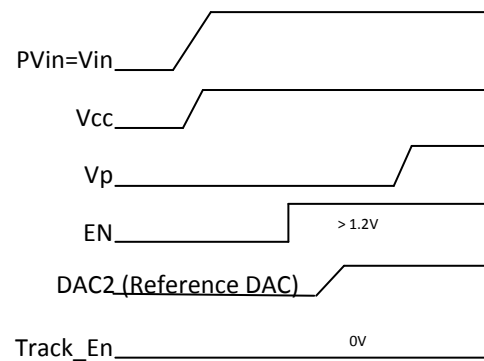 PVin=Vin
Vcc
Vp
EN
> 1.2V
DAC2 (Reference DAC)
Track_En
0V